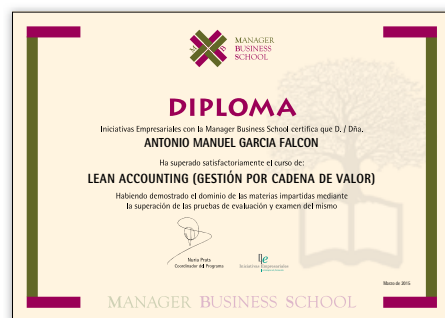 MANAGER
BUSINESS
SCHOOL
M B
DIPLOMA
Iniciativas Empresariales con la Manager Business School certifica que D. / Dña.
ANTONIO MANUEL GARCIA FALCON
Ha superado satisfactoriamente el curso de:
LEAN ACCOUNTING (GESTIÓN POR CADENA DE VALOR)
Habiendo demostrado el dominio de las materias impartidas mediante
la superación de las pruebas de evaluación y examen del mismo
Nuria Prats
Coordinador del Programa
Iniciativas Empresariales
Marzo de 2015
MANAGER BUSINESS SCHOOL